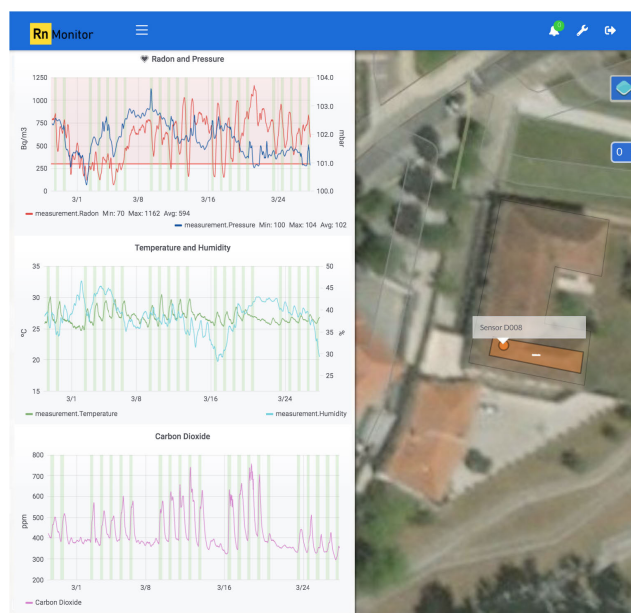 Rn Monitor
0
Radon and Pressure
1250
1000
750
500
250
0
Bq/m3
104.0
103.0
102.0
101.0
100.0
mbar
3/1 3/8 3/16 3/24
measurement.Radon Min: 70 Max: 1162 Avg: 594
measurement.Pressure Min: 100 Max: 104 Avg: 102
Temperature and Humidity
35
30
25
20
15
ºC
50
45
40
35
30
25
%
3/1 3/8 3/16 3/24
measurement.Temperature measurement.Humidity
Carbon Dioxide
800
700
600
500
400
300
200
ppm
3/1 3/8 3/16 3/24
Carbon Dioxide
0
Sensor D008